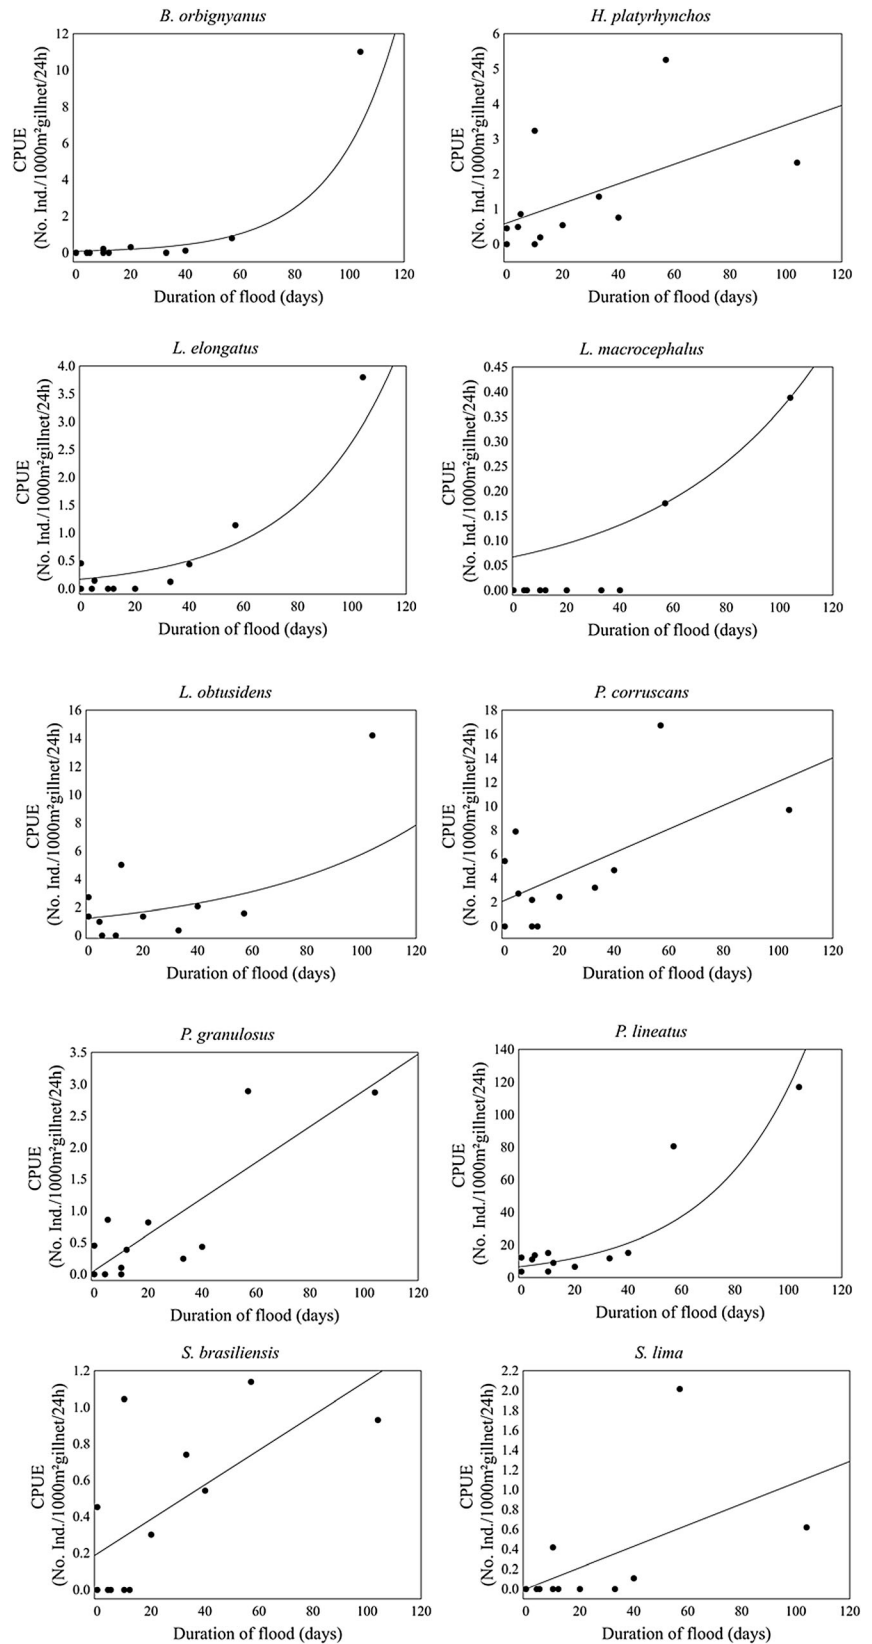 B. orbignyanus
12
10
8
6
4
2
0
CPUE
(No. Ind./1000m²gillnet/24h)
0 20 40 60 80 100 120
Duration of flood (days)
H. platyrhynchos
6
5
4
3
2
1
0
CPUE
(No. Ind./1000m²gillnet/24h)
0 20 40 60 80 100 120
Duration of flood (days)
L. elongatus
4.0
3.5
3.0
2.5
2.0
1.5
1.0
0.5
0.0
CPUE
(No. Ind./1000m²gillnet/24h)
0 20 40 60 80 100 120
Duration of flood (days)
L. macrocephalus
0.45
0.40
0.35
0.30
0.25
0.20
0.15
0.10
0.05
0.00
CPUE
(No. Ind./1000m²gillnet/24h)
0 20 40 60 80 100 120
Duration of flood (days)
L. obtusidens
16
14
12
10
8
6
4
2
0
CPUE
(No. Ind./1000m²gillnet/24h)
0 20 40 60 80 100 120
Duration of flood (days)
P. corruscans
18
16
14
12
10
8
6
4
2
0
CPUE
(No. Ind./1000m²gillnet/24h)
0 20 40 60 80 100 120
Duration of flood (days)
P. granulosus
3.5
3.0
2.5
2.0
1.5
1.0
0.5
0.0
CPUE
(No. Ind./1000m²gillnet/24h)
0 20 40 60 80 100 120
Duration of flood (days)
P. lineatus
140
120
100
80
60
40
20
0
CPUE
(No. Ind./1000m²gillnet/24h)
0 20 40 60 80 100 120
Duration of flood (days)
S. brasiliensis
1.2
1.0
0.8
0.6
0.4
0.2
0.0
CPUE
(No. Ind./1000m²gillnet/24h)
0 20 40 60 80 100 120
Duration of flood (days)
S. lima
2.2
2.0
1.8
1.6
1.4
1.2
1.0
0.8
0.6
0.4
0.2
0.0
CPUE
(No. Ind./1000m²gillnet/24h)
0 20 40 60 80 100 120
Duration of flood (days)